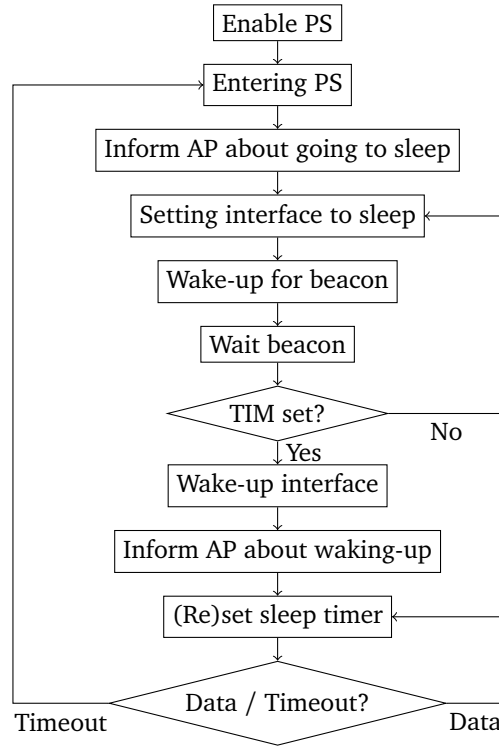 Enable PS
Entering PS
Inform AP about going to sleep
Setting interface to sleep
Wake-up for beacon
Wait beacon
TIM set?
No
Yes
Wake-up interface
Inform AP about waking-up
(Re)set sleep timer
Data / Timeout?
Timeout
Data